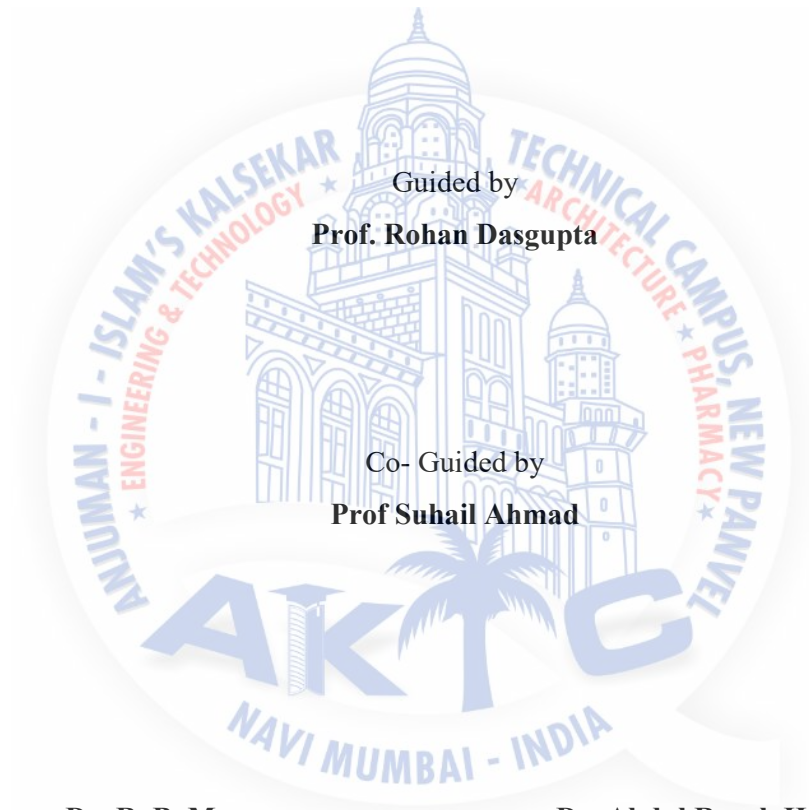 ANJUMAN - I - ISLAM'S KALSEKAR TECHNICAL CAMPUS, NEW PANVEL
ENGINEERING & TECHNOLOGY ★ ARCHITECTURE ★ PHARMACY ★
Guided by
Prof. Rohan Dasgupta
Co- Guided by
Prof Suhail Ahmad
AKTC
NAVI MUMBAI - INDIA